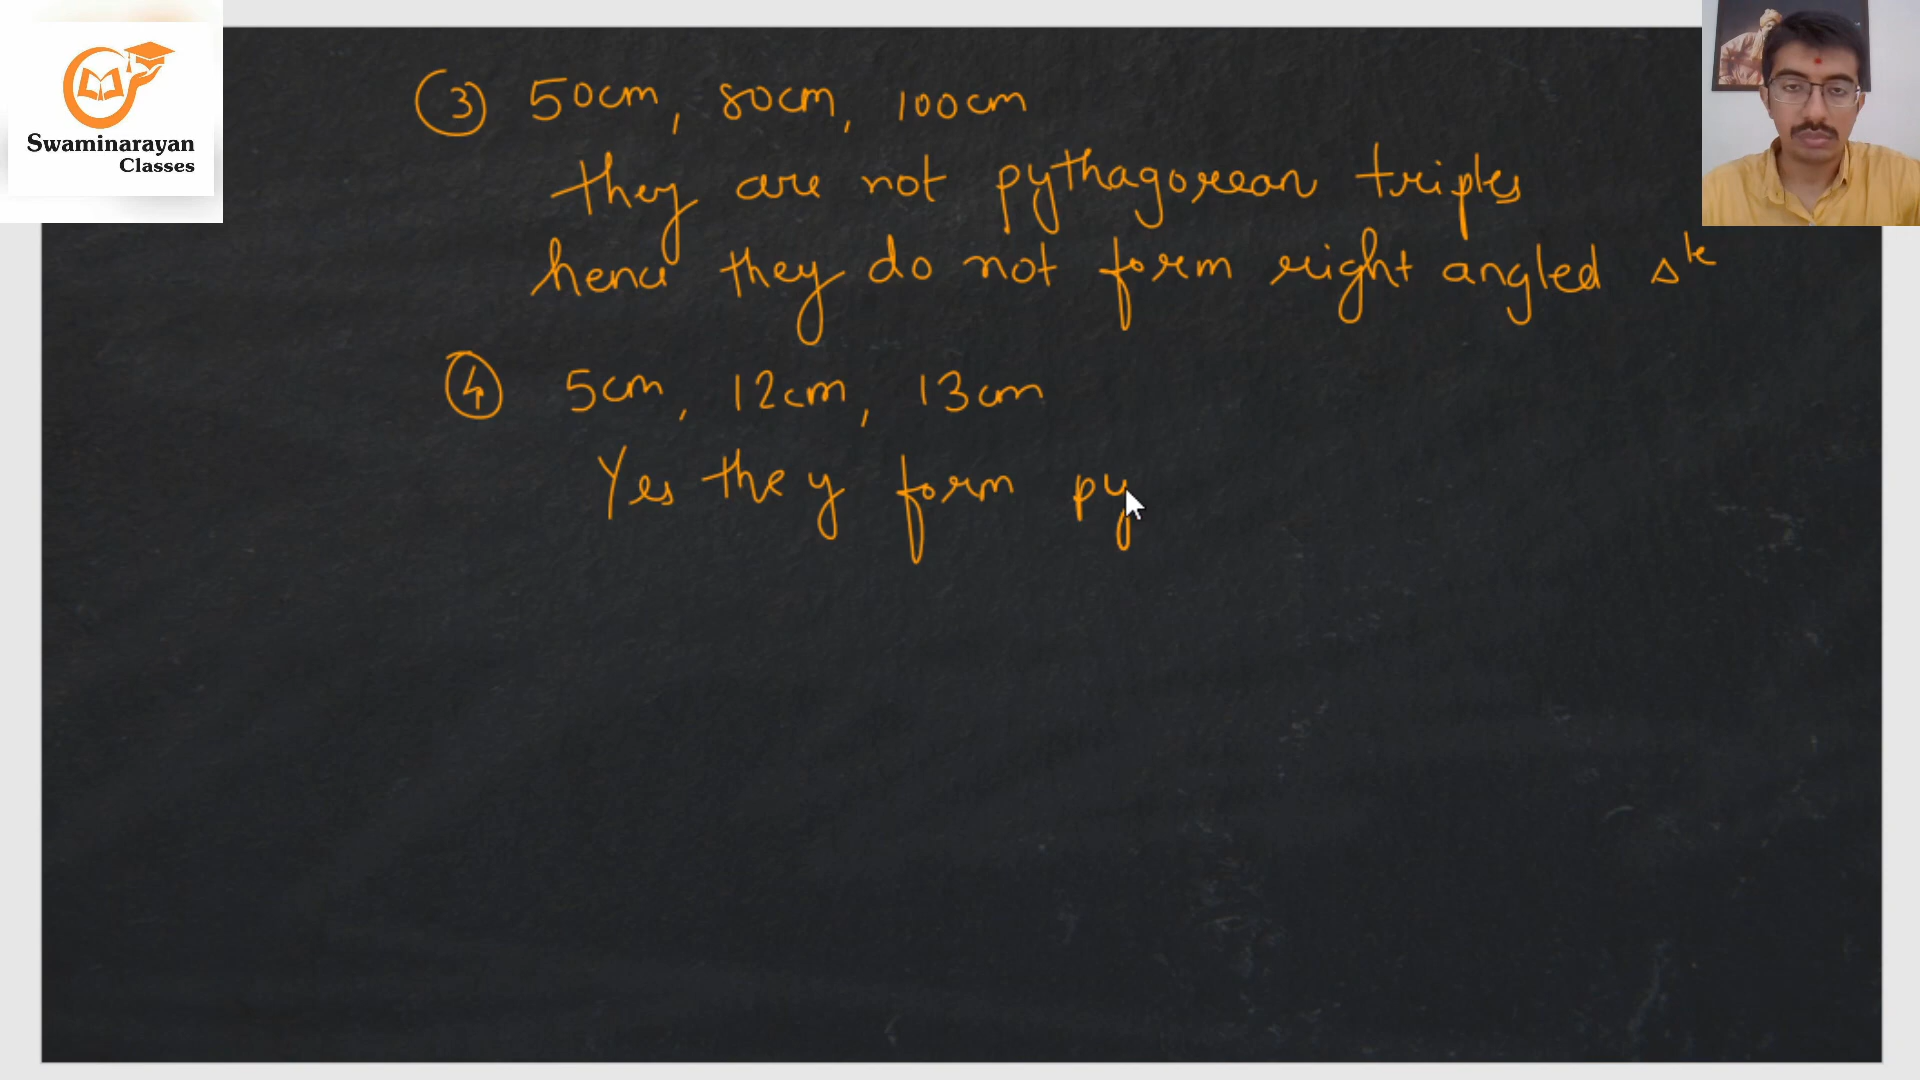 Swaminarayan
Classes
③ 50cm, 80cm, 100cm
they are not pythagorean triples
hence they do not form right angled Δle
④ 5cm, 12cm, 13cm
Yes they form py